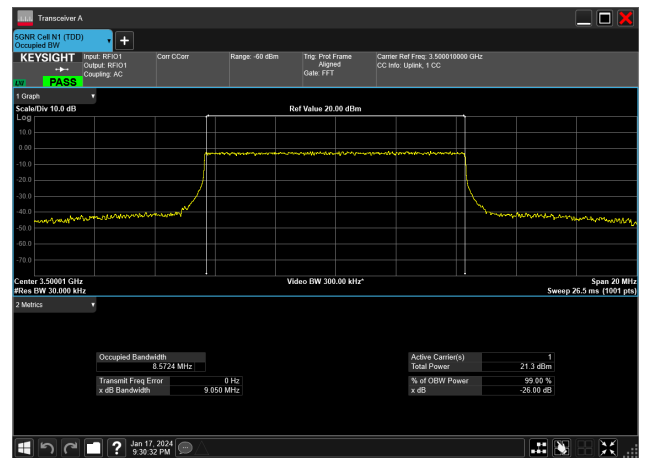 Transceiver A
5GNR Cell N1 (TDD)
Occupied BW
KEYSIGHT
Input: RFIO1
Output: RFIO1
Coupling: AC
Corr CCorr
Range: -60 dBm
Trig: Prot Frame
Aligned
Gate: FFT
Carrier Ref Freq: 3.500010000 GHz
CC Info: Uplink, 1 CC
PASS
1 Graph
Scale/Div 10.0 dB
Ref Value 20.00 dBm
Log
10.0
0.00
-10.0
-20.0
-30.0
-40.0
-50.0
-60.0
-70.0
Center 3.50001 GHz
Video BW 300.00 kHz*
Span 20 MHz
#Res BW 30.000 kHz
Sweep 26.5 ms (1001 pts)
2 Metrics
Occupied Bandwidth
8.5724 MHz
Active Carrier(s) 1
Total Power 21.3 dBm
Transmit Freq Error 0 Hz
x dB Bandwidth 9.050 MHz
% of OBW Power 99.00 %
x dB -26.00 dB
Jan 17, 2024
9:30:32 PM